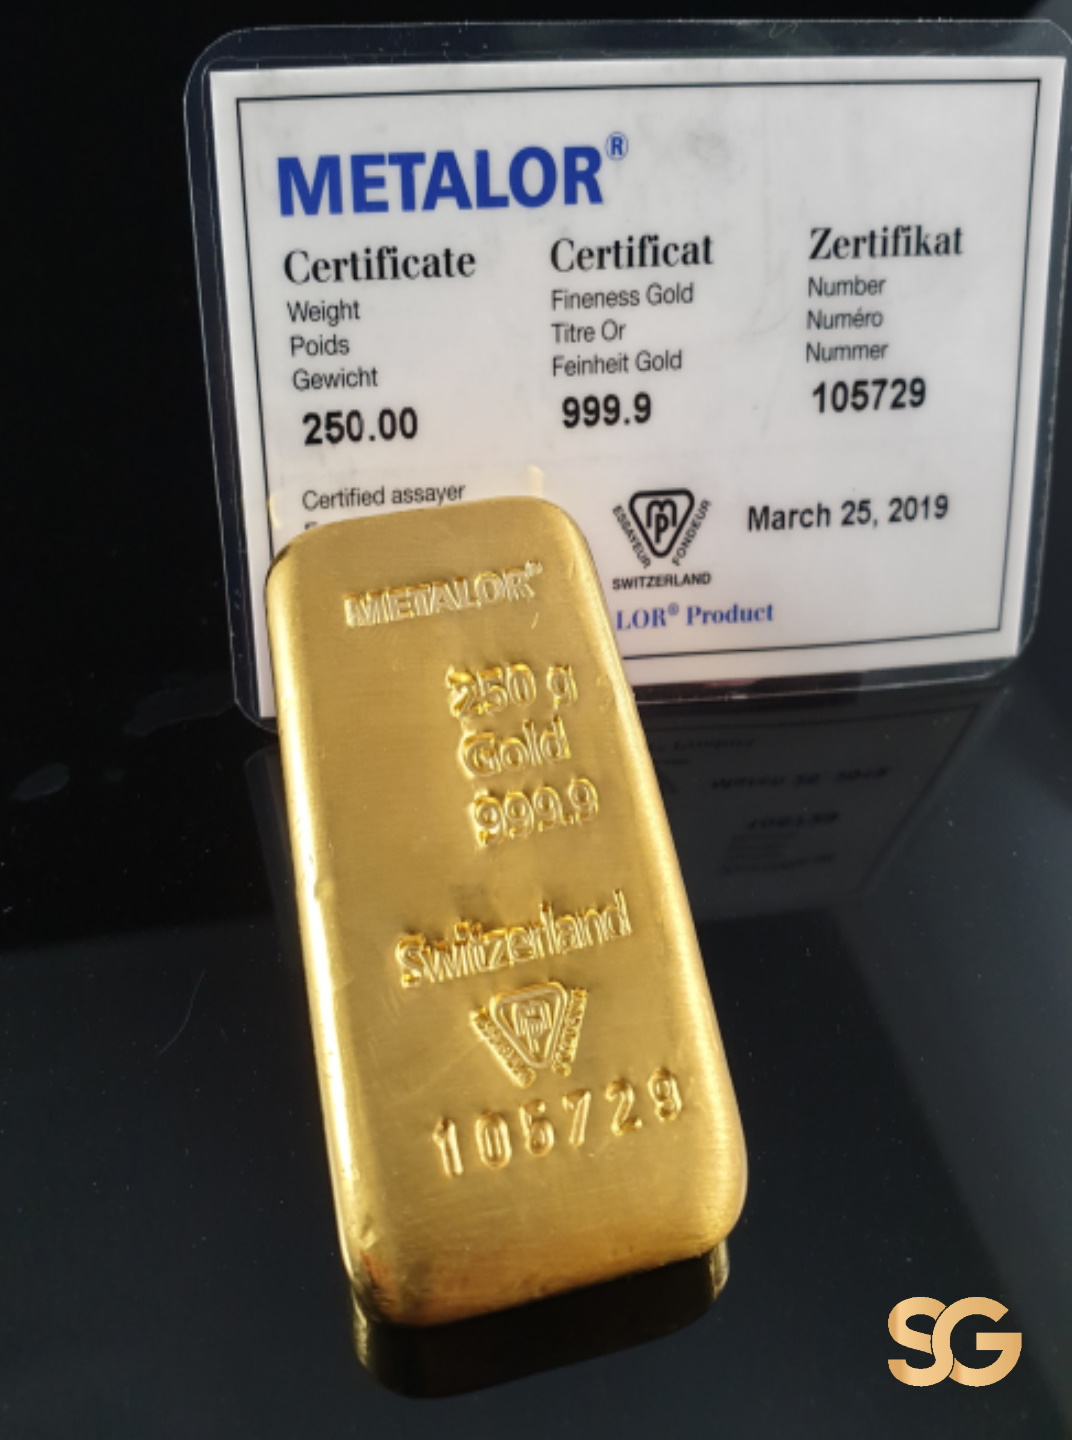 METALOR®
Certificate Certificat Zertifikat
Weight Fineness Gold Number
Poids Titre Or Numéro
Gewicht Feinheit Gold Nummer
250.00 999.9 105729
Certified assayer
March 25, 2019
ESSAYEUR FONDEUR
MP
SWITZERLAND
LOR® Product
METALOR®
250 g
Gold
999.9
Switzerland
MP
105729
SG